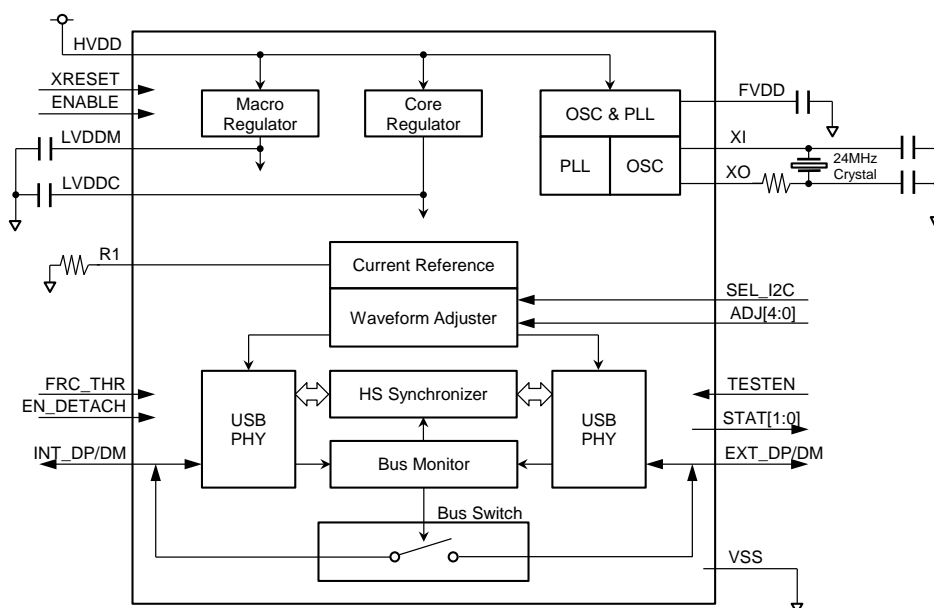 HVDD
XRESET
ENABLE
LVDDM
LVDDC
Macro
Regulator
Core
Regulator
OSC & PLL
PLL
OSC
FVDD
XI
XO
24MHz
Crystal
R1
Current Reference
Waveform Adjuster
SEL_I2C
ADJ[4:0]
FRC_THR
EN_DETACH
INT_DP/DM
USB
PHY
HS Synchronizer
Bus Monitor
USB
PHY
TESTEN
STAT[1:0]
EXT_DP/DM
Bus Switch
VSS